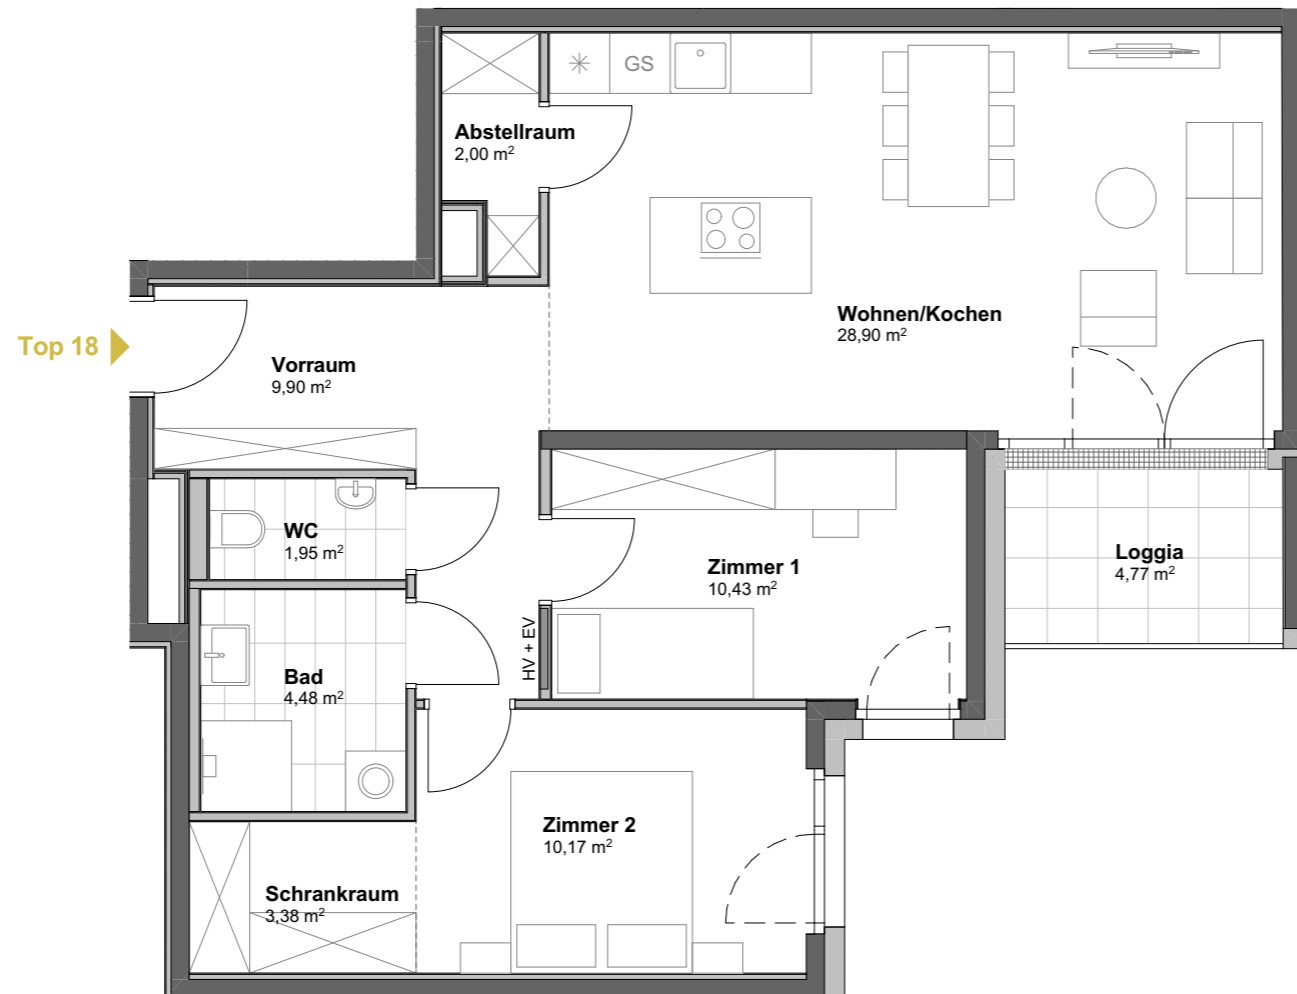 GS
Abstellraum
2,00 m²
Wohnen/Kochen
28,90 m²
Top 18
Vorraum
9,90 m²
WC
1,95 m²
Zimmer 1
10,43 m²
Loggia
4,77 m²
HV + EV
Bad
4,48 m²
Zimmer 2
10,17 m²
Schrankraum
3,38 m²